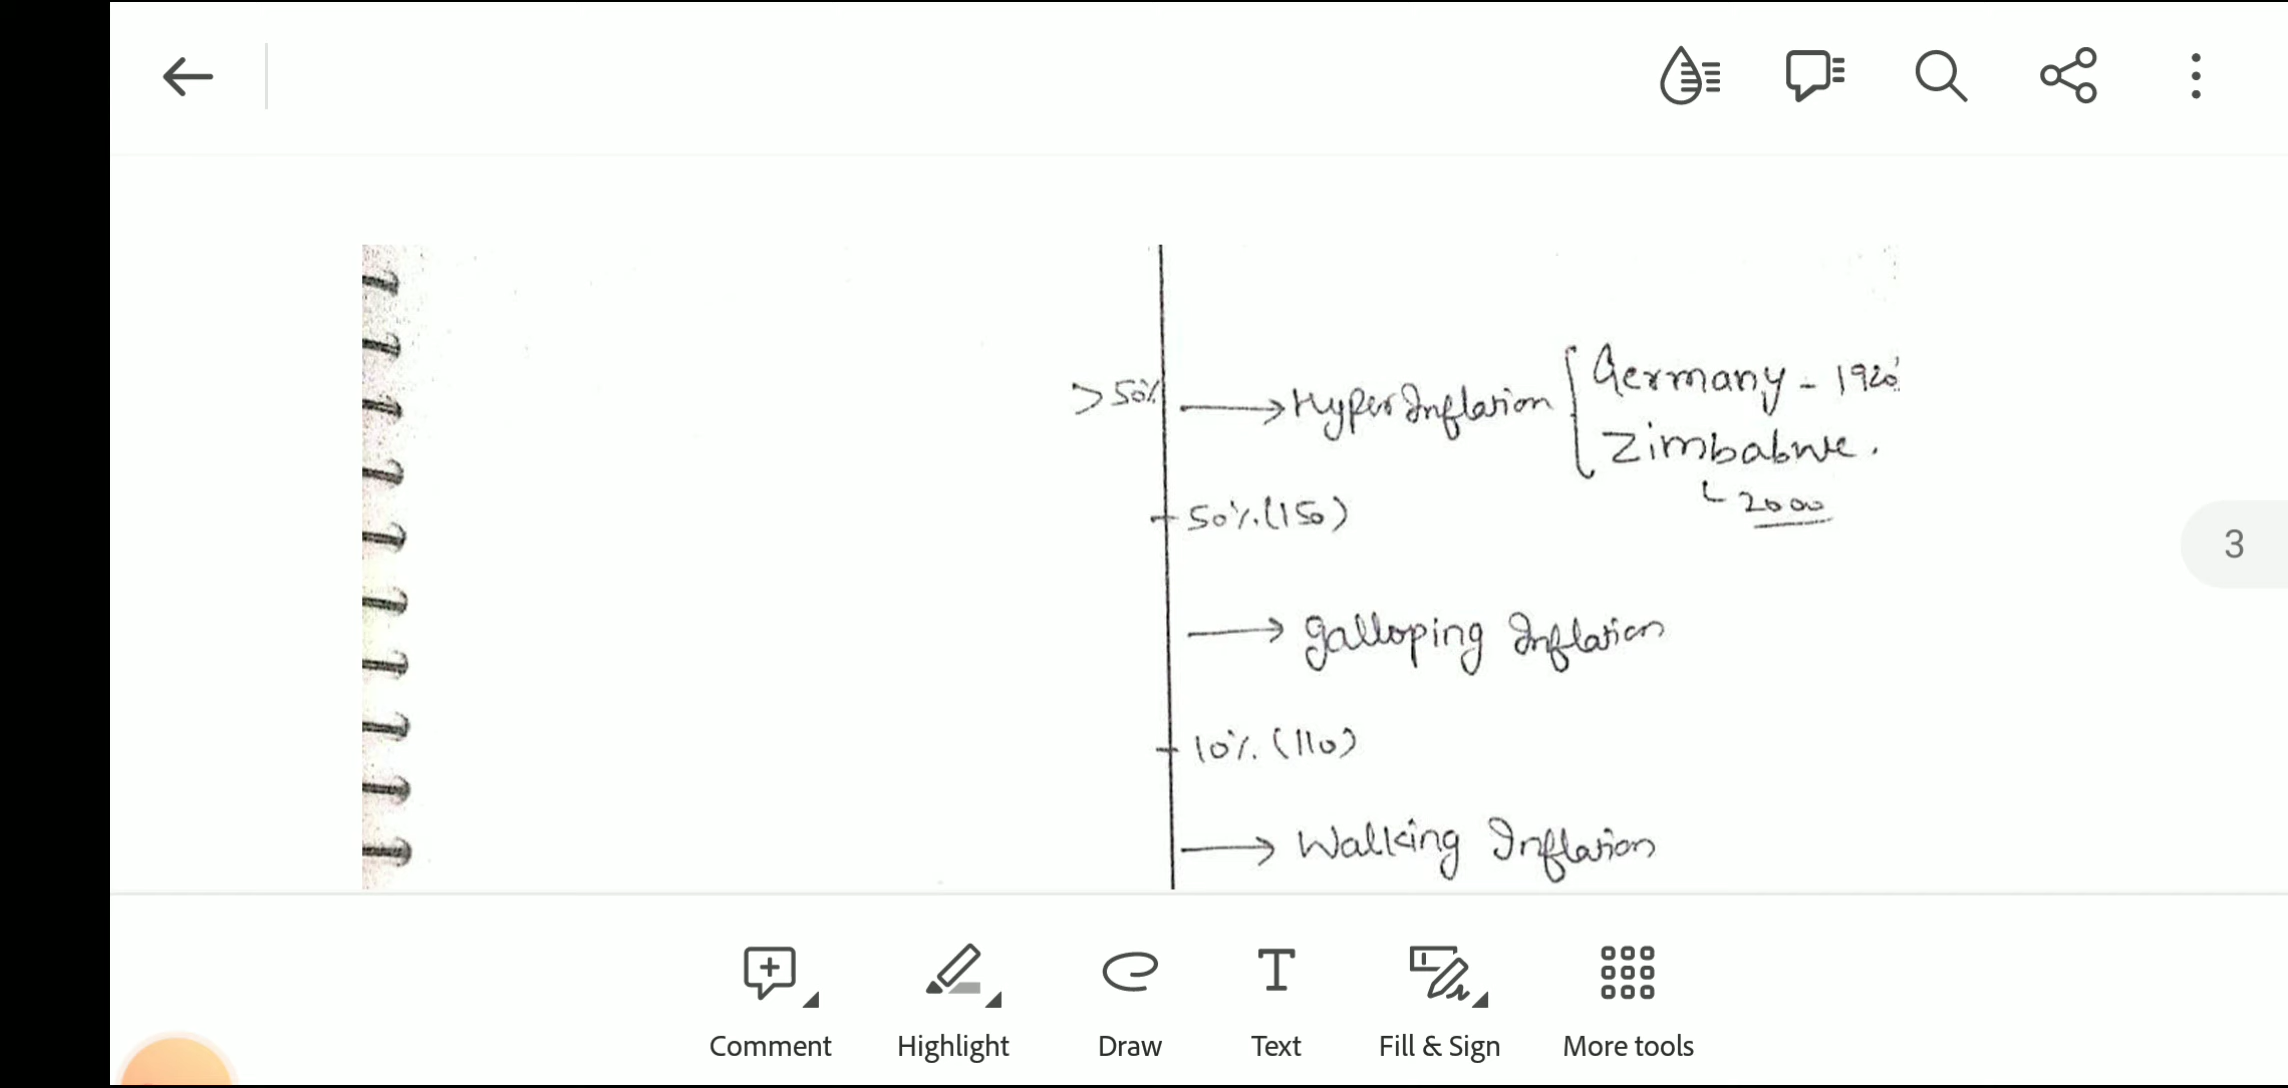 > 50% → Hyper Inflation { Germany - 1920'
Zimbabwe.
↳ 2000
50% (150)
3
→ galloping Inflation
10% (110)
→ Walking Inflation
Comment Highlight Draw Text Fill & Sign More tools